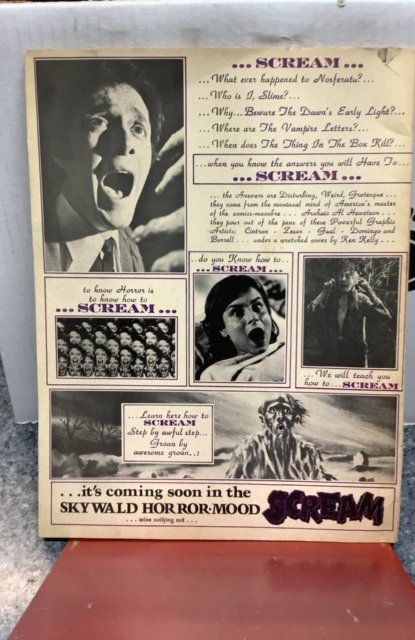 ... SCREAM ...
...What ever happened to Nosferatu?...
...Who is I, Slime?...
...Why...Beware The Dawn's Early Light?...
...Where are The Vampire Letters?...
...When does The Thing In The Box Kill?...
...when you know the answers you will Have To...
... SCREAM ...
... the Answers are Disturbing, Weird, Grotesque...
they come from the maniacal mind of America's master
of the comics-macabre . . . Archaic Al Hewetson . . .
they pour out of the pens of these Powerful Graphic
Artists; Cintron - Zesar - Gual - Domingo and
Borrell . . . under a wretched cover by Ken Kelly . . .
to know Horror is
to know how to
... SCREAM ...
..do you Know how to..
... SCREAM ...
...We will teach you
how to...SCREAM
...Learn here how to
SCREAM
Step by awful step...
Groan by
awesome groan..!
...it's coming soon in the
SKYWALD HORROR-MOOD
SCREAM
... wise nothing not ...